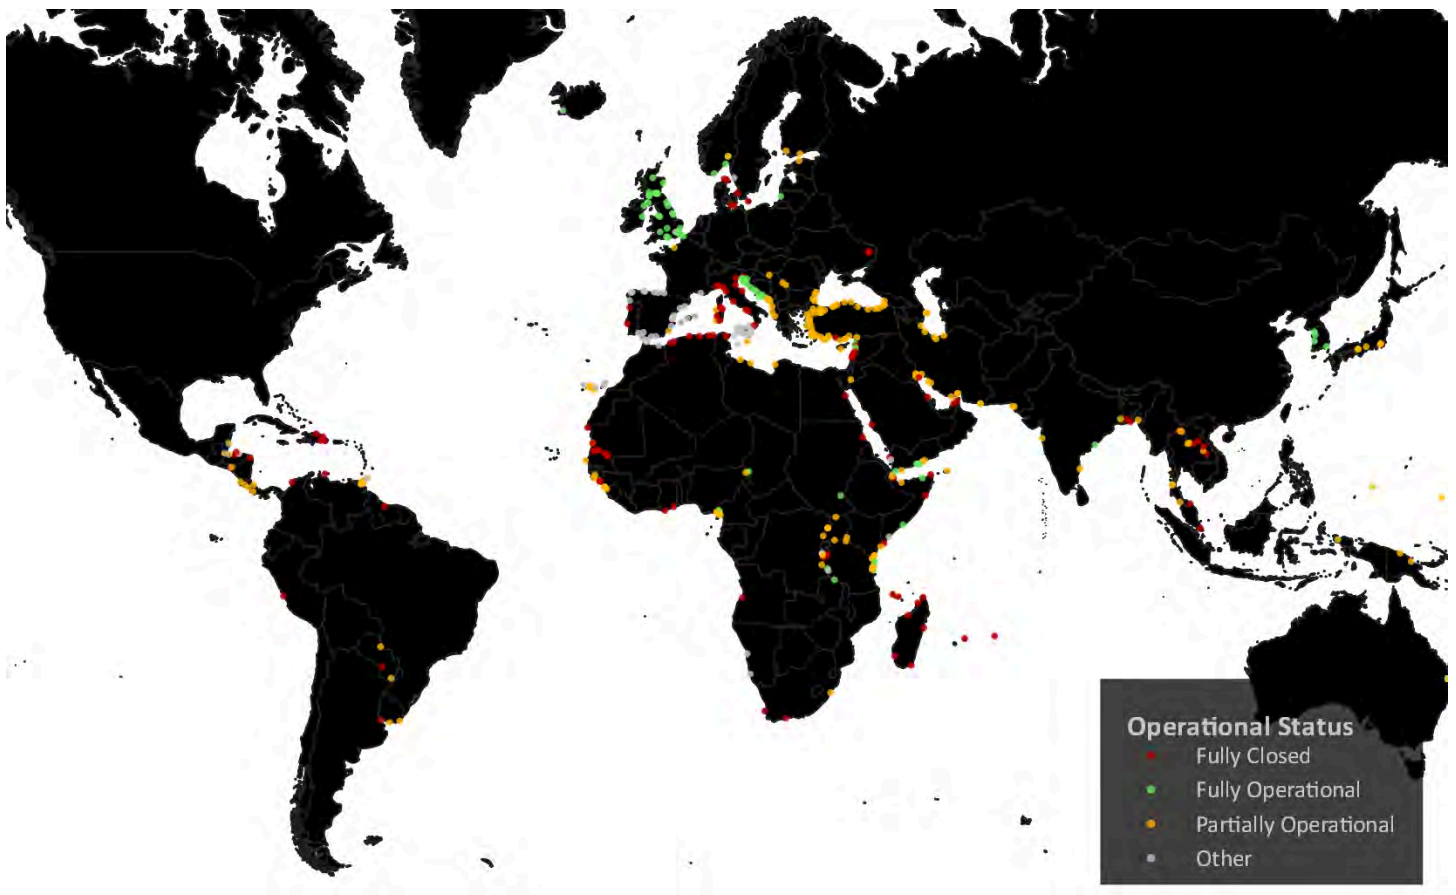 Operational Status
Fully Closed
Fully Operational
Partially Operational
Other